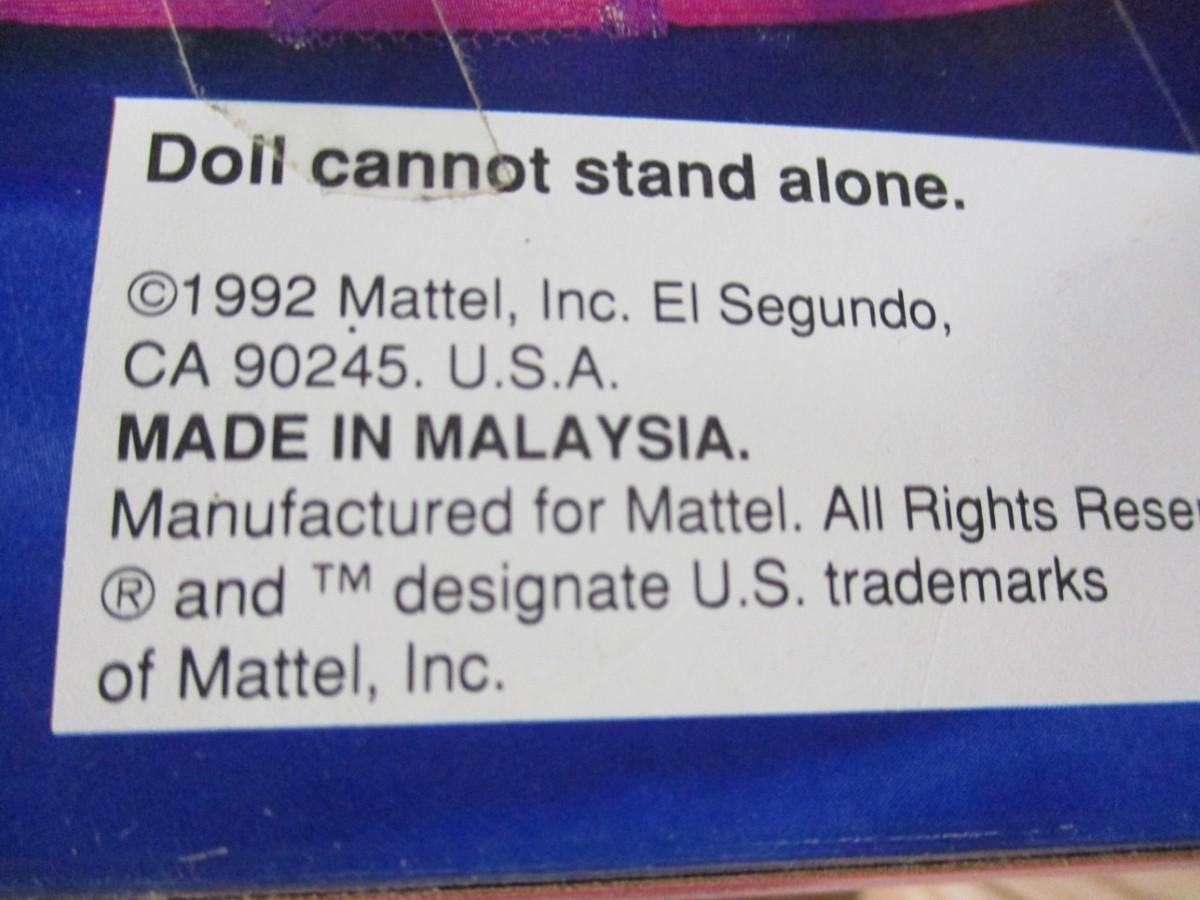 Doll cannot stand alone.
©1992 Mattel, Inc. El Segundo,
CA 90245. U.S.A.
MADE IN MALAYSIA.
Manufactured for Mattel. All Rights Reser
® and ™ designate U.S. trademarks
of Mattel, Inc.